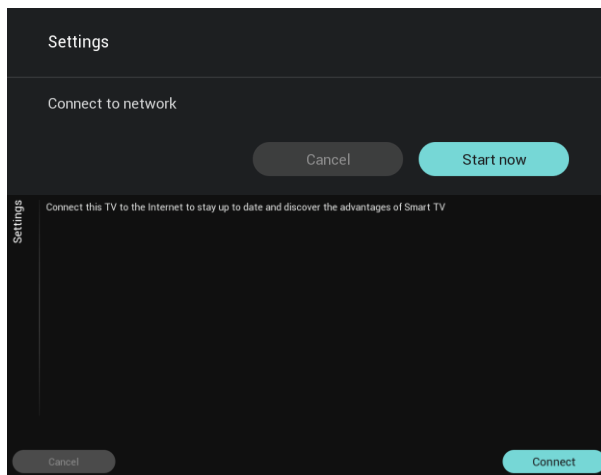 Settings
Connect to network
Cancel
Start now
Settings
Connect this TV to the Internet to stay up to date and discover the advantages of Smart TV
Cancel
Connect